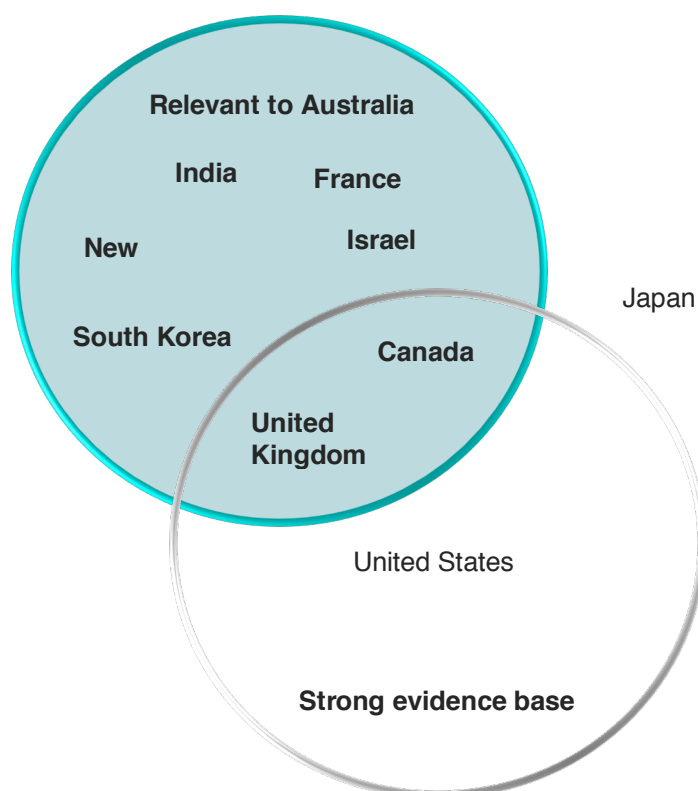 Relevant to Australia
India
France
New
Israel
Japan
South Korea
Canada
United
Kingdom
United States
Strong evidence base